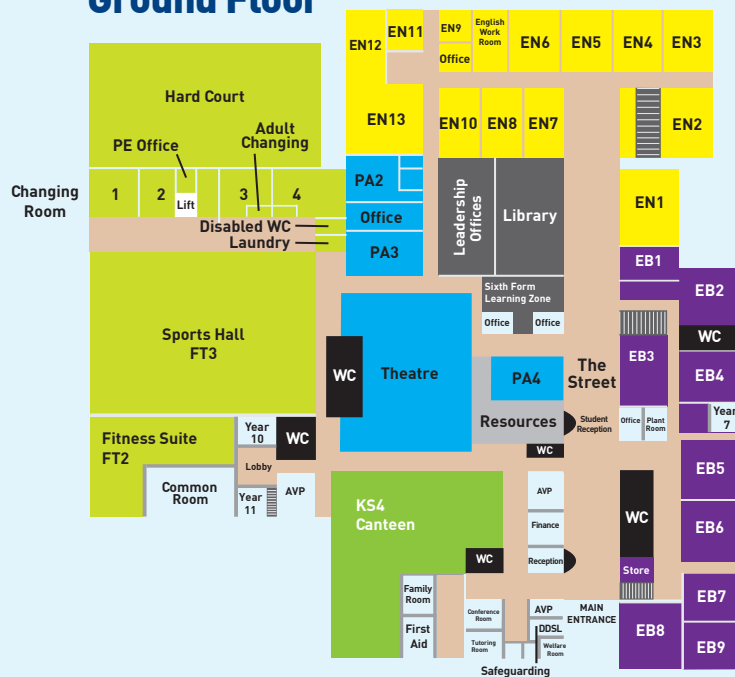 Ground Floor
EN12
EN11
EN9
Office
English
Work
Room
EN6
EN5
EN4
EN3
Hard Court
EN13
EN10
EN8
EN7
EN2
PE Office
Adult
Changing
Changing
Room
1
2
Lift
3
4
PA2
Office
PA3
Disabled WC
Laundry
Leadership
Offices
Library
EN1
EB1
EB2
Sixth Form
Learning Zone
Office
Office
WC
Sports Hall
FT3
WC
Theatre
PA4
The
Street
EB3
EB4
Resources
Student
Reception
Office
Plant
Room
Year
7
Fitness Suite
FT2
Year
10
WC
WC
Lobby
Common
Room
Year
11
AVP
KS4
Canteen
AVP
Finance
WC
EB5
EB6
WC
Reception
Store
Family
Room
First
Aid
Conference
Room
Tutoring
Room
AVP
DDSL
Welfare
Room
MAIN
ENTRANCE
EB7
EB8
EB9
Safeguarding